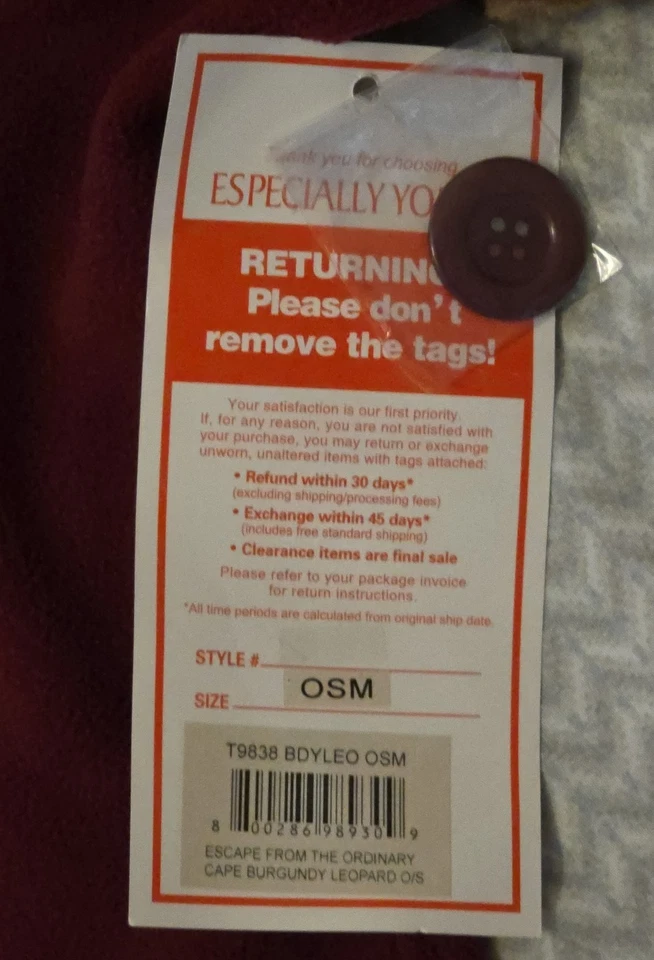 Thank you for choosing
ESPECIALLY YO
RETURNING
Please don't
remove the tags!
Your satisfaction is our first priority.
If, for any reason, you are not satisfied with
your purchase, you may return or exchange
unworn, unaltered items with tags attached:
• Refund within 30 days*
(excluding shipping/processing fees)
• Exchange within 45 days*
(includes free standard shipping)
• Clearance items are final sale
Please refer to your package invoice
for return instructions.
*All time periods are calculated from original ship date.
STYLE #
OSM
SIZE
T9838 BDYLEO OSM
8 00286 98930 9
ESCAPE FROM THE ORDINARY
CAPE BURGUNDY LEOPARD O/S